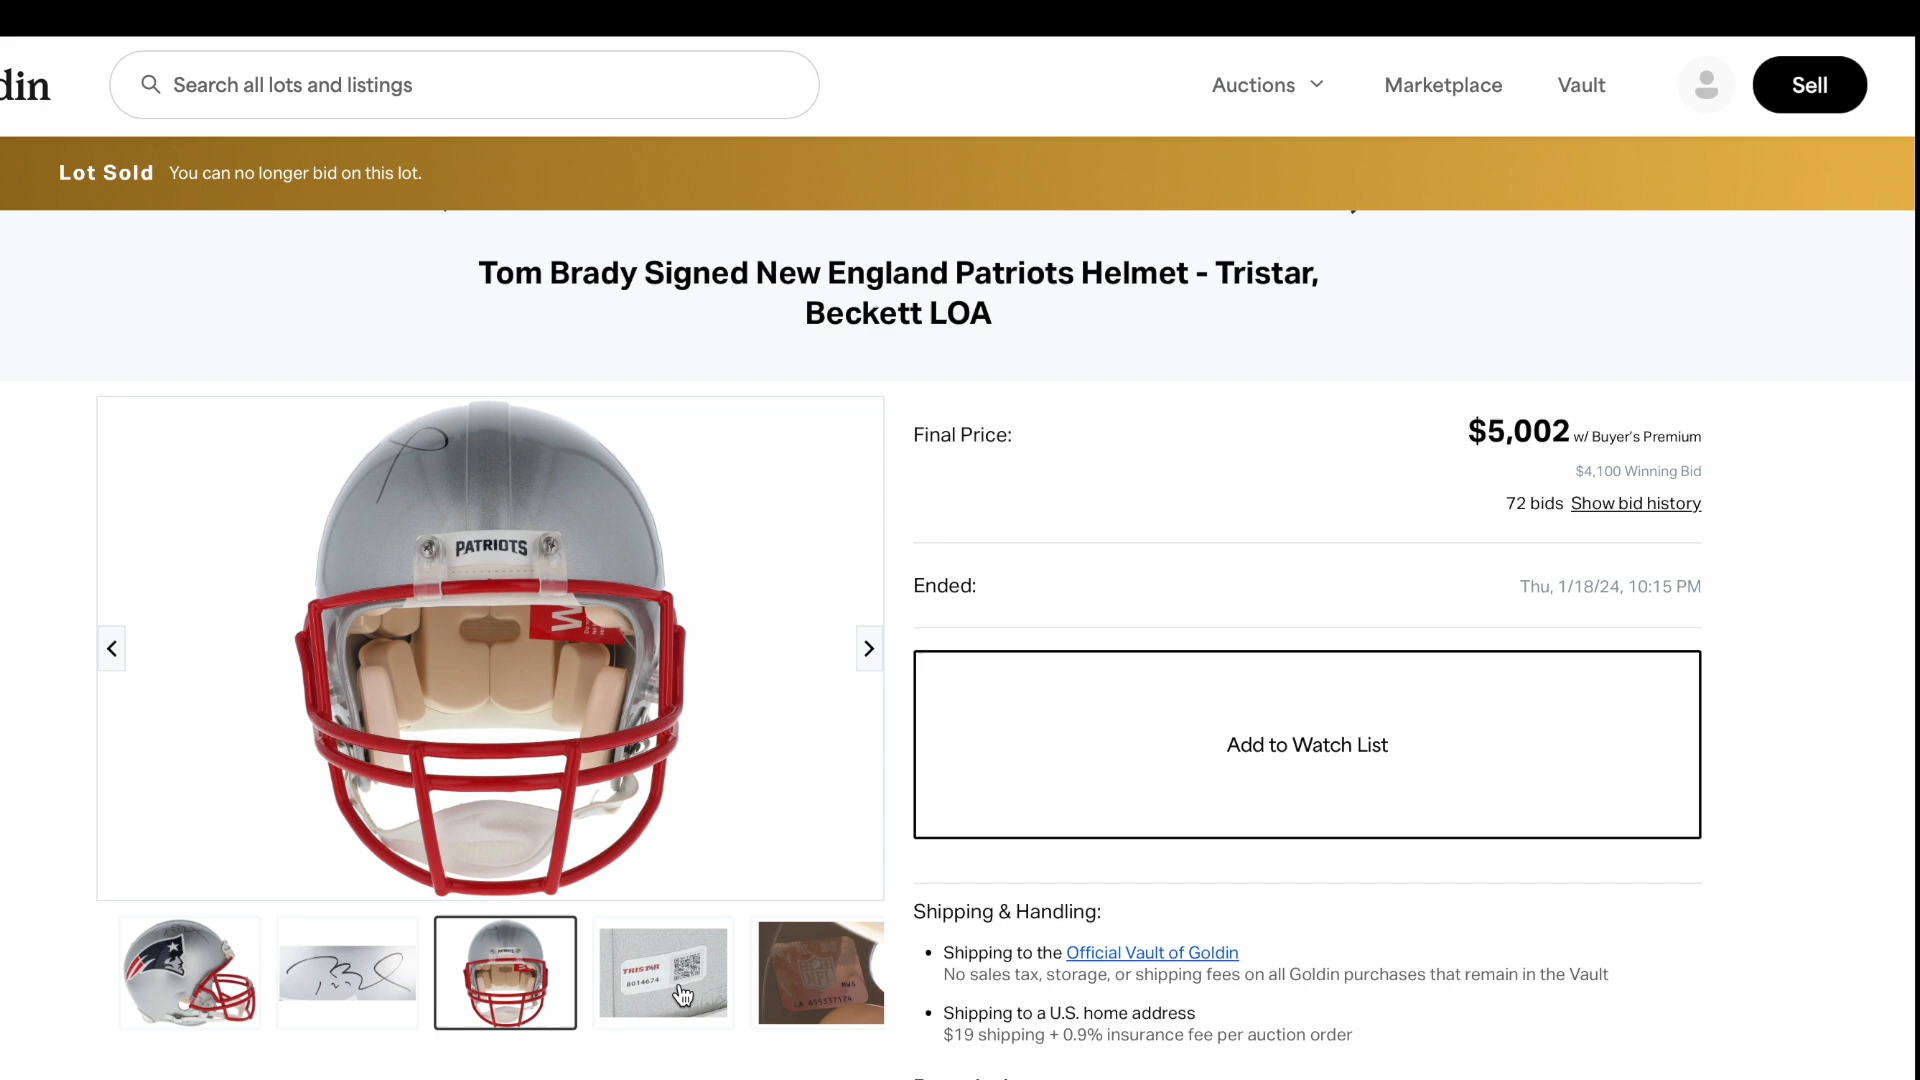 din
Search all lots and listings
Auctions
Marketplace
Vault
Sell
Lot Sold You can no longer bid on this lot.
Tom Brady Signed New England Patriots Helmet - Tristar,
Beckett LOA
PATRIOTS
W
Final Price:
$5,002 w/ Buyer's Premium
$4,100 Winning Bid
72 bids Show bid history
Ended:
Thu, 1/18/24, 10:15 PM
Add to Watch List
Shipping & Handling:
• Shipping to the Official Vault of Goldin
No sales tax, storage, or shipping fees on all Goldin purchases that remain in the Vault
• Shipping to a U.S. home address
$19 shipping + 0.9% insurance fee per auction order
TRISTAR
8014674
NFL
MWS